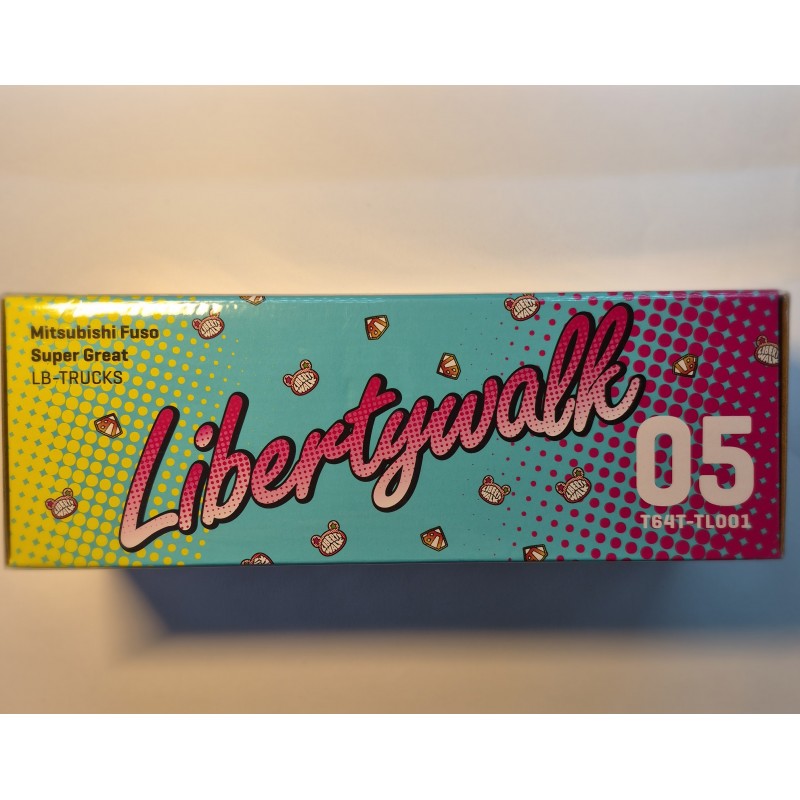 Mitsubishi Fuso
Super Great
LB-TRUCKS
Libertywalk
05
T64T-TL001